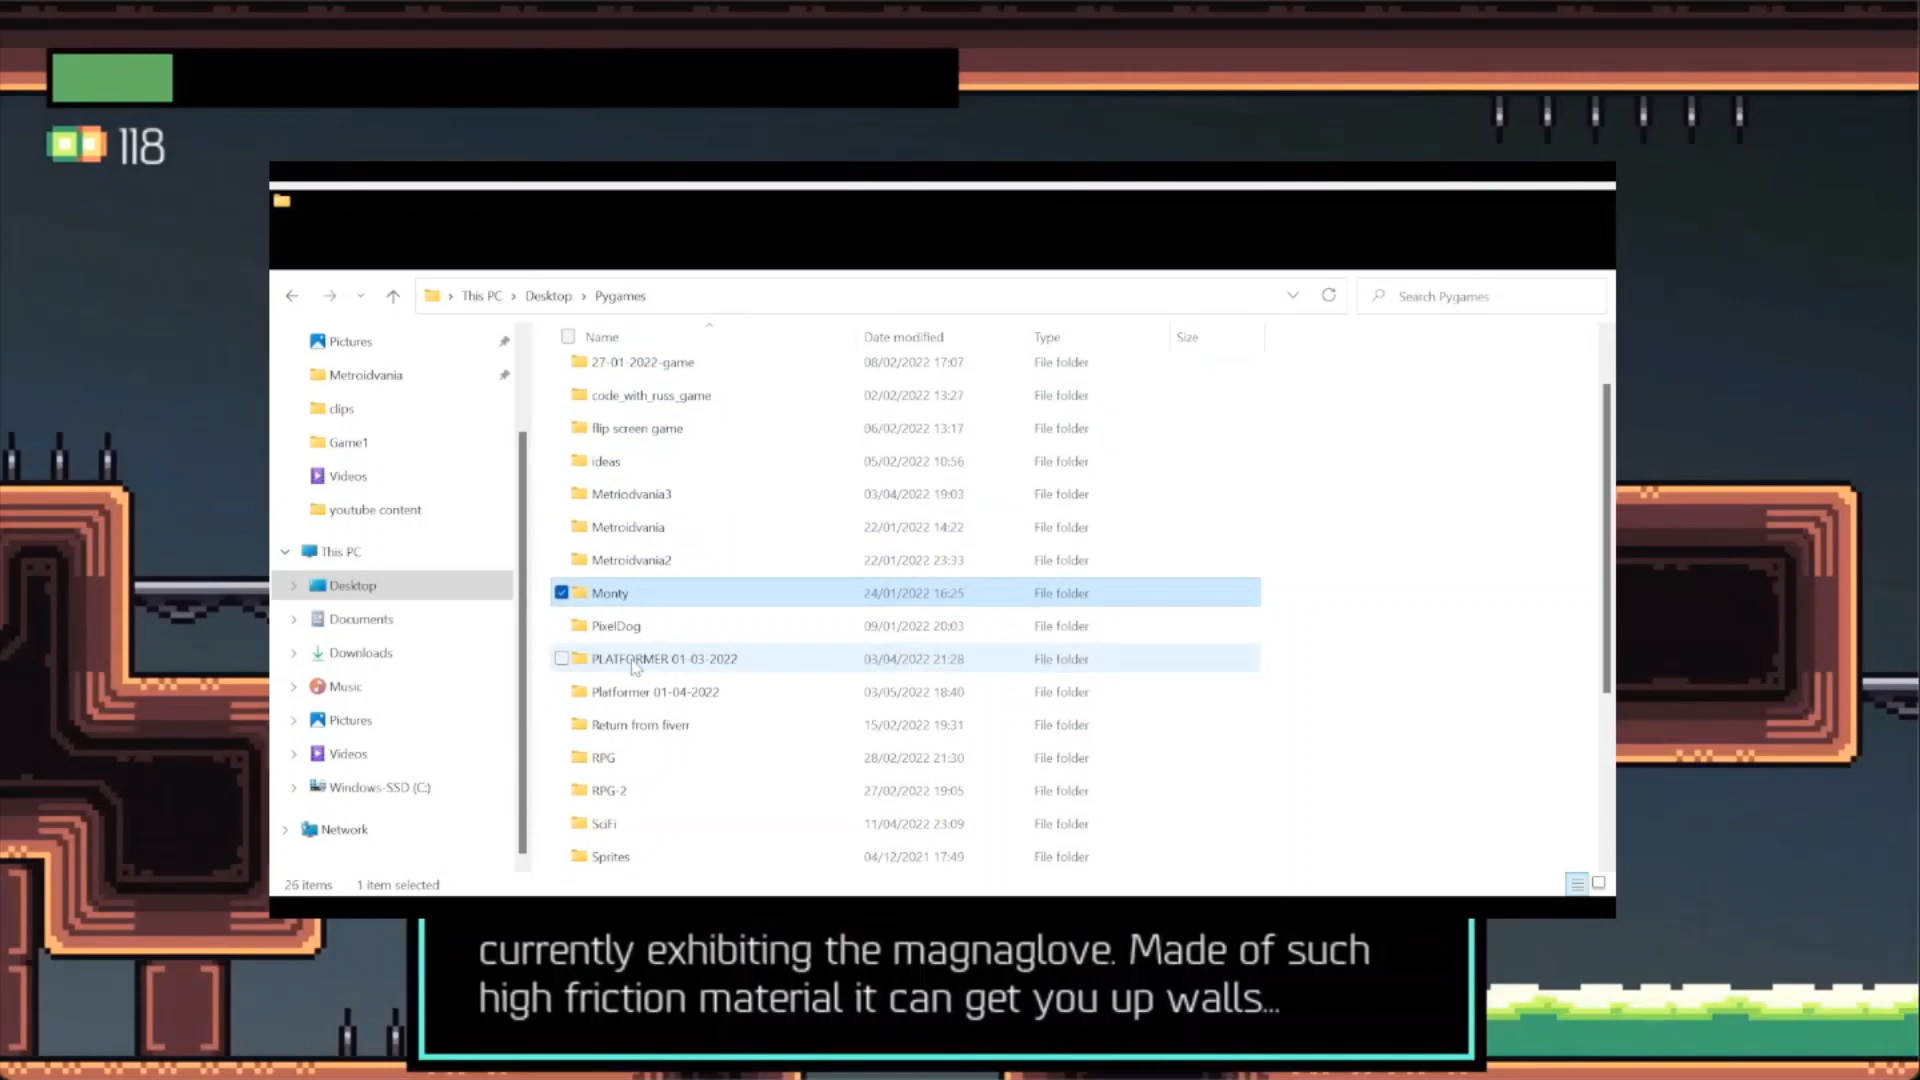 118
This PC > Desktop > Pygames
Search Pygames
Pictures
Metroidvania
clips
Game1
Videos
youtube content
This PC
Desktop
Documents
Downloads
Music
Pictures
Videos
Windows-SSD (C:)
Network
Name Date modified Type Size
27-01-2022-game 08/02/2022 17:07 File folder
code_with_russ_game 02/02/2022 13:27 File folder
flip screen game 06/02/2022 13:17 File folder
ideas 05/02/2022 10:56 File folder
Metriodvania3 03/04/2022 19:03 File folder
Metroidvania 22/01/2022 14:22 File folder
Metroidvania2 22/01/2022 23:33 File folder
Monty 24/01/2022 16:25 File folder
PixelDog 09/01/2022 20:03 File folder
PLATFORMER 01-03-2022 03/04/2022 21:28 File folder
Platformer 01-04-2022 03/05/2022 18:40 File folder
Return from fiverr 15/02/2022 19:31 File folder
RPG 28/02/2022 21:30 File folder
RPG-2 27/02/2022 19:05 File folder
SciFi 11/04/2022 23:09 File folder
Sprites 04/12/2021 17:49 File folder
26 items 1 item selected
currently exhibiting the magnaglove. Made of such
high friction material it can get you up walls...